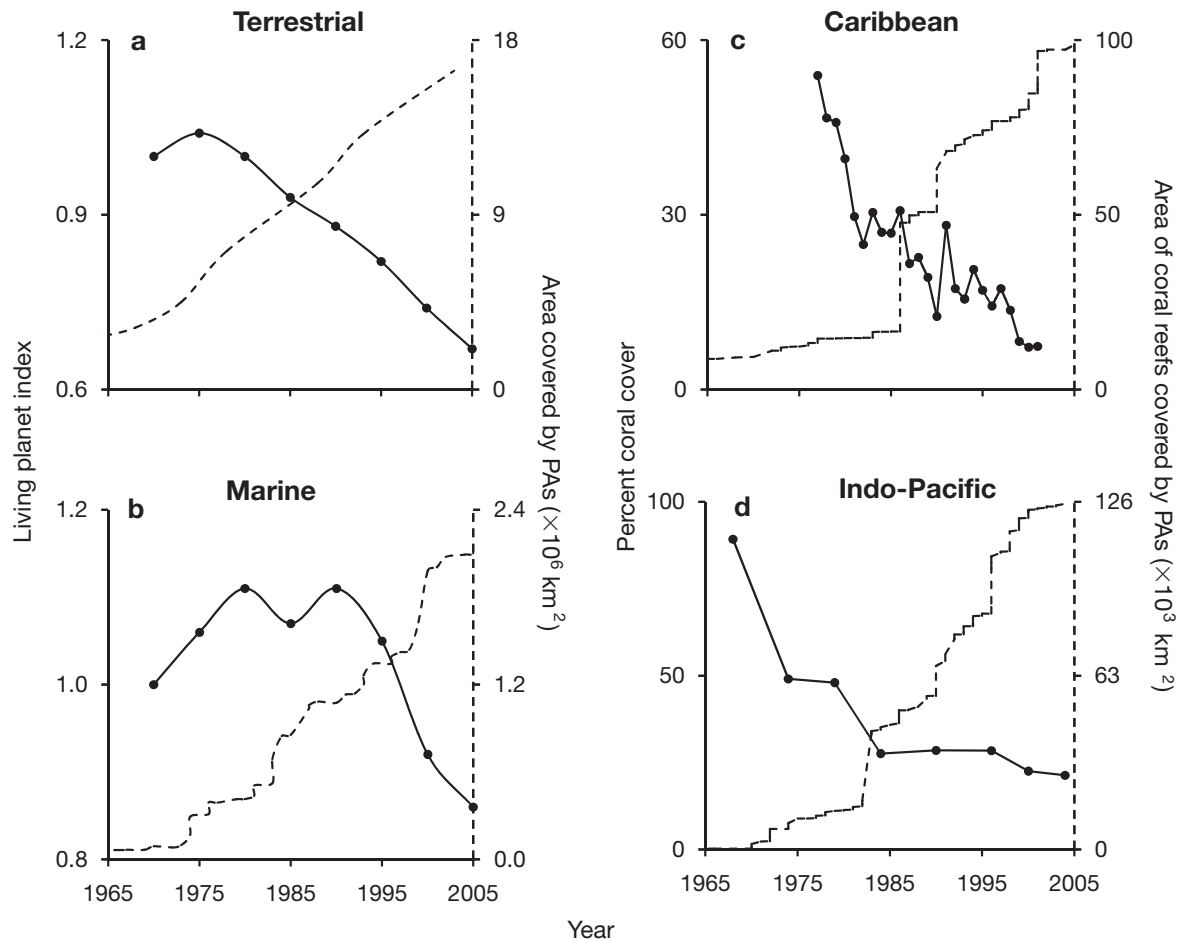 Terrestrial
a
1.2
0.9
0.6
18
9
0
Caribbean
c
60
30
0
100
50
0
Marine
b
1.2
1.0
0.8
2.4
1.2
0.0
1965 1975 1985 1995 2005
Indo-Pacific
d
100
50
0
126
63
0
1965 1975 1985 1995 2005
Living planet index
Area covered by PAs (×10⁶ km²)
Percent coral cover
Area of coral reefs covered by PAs (×10³ km²)
Year